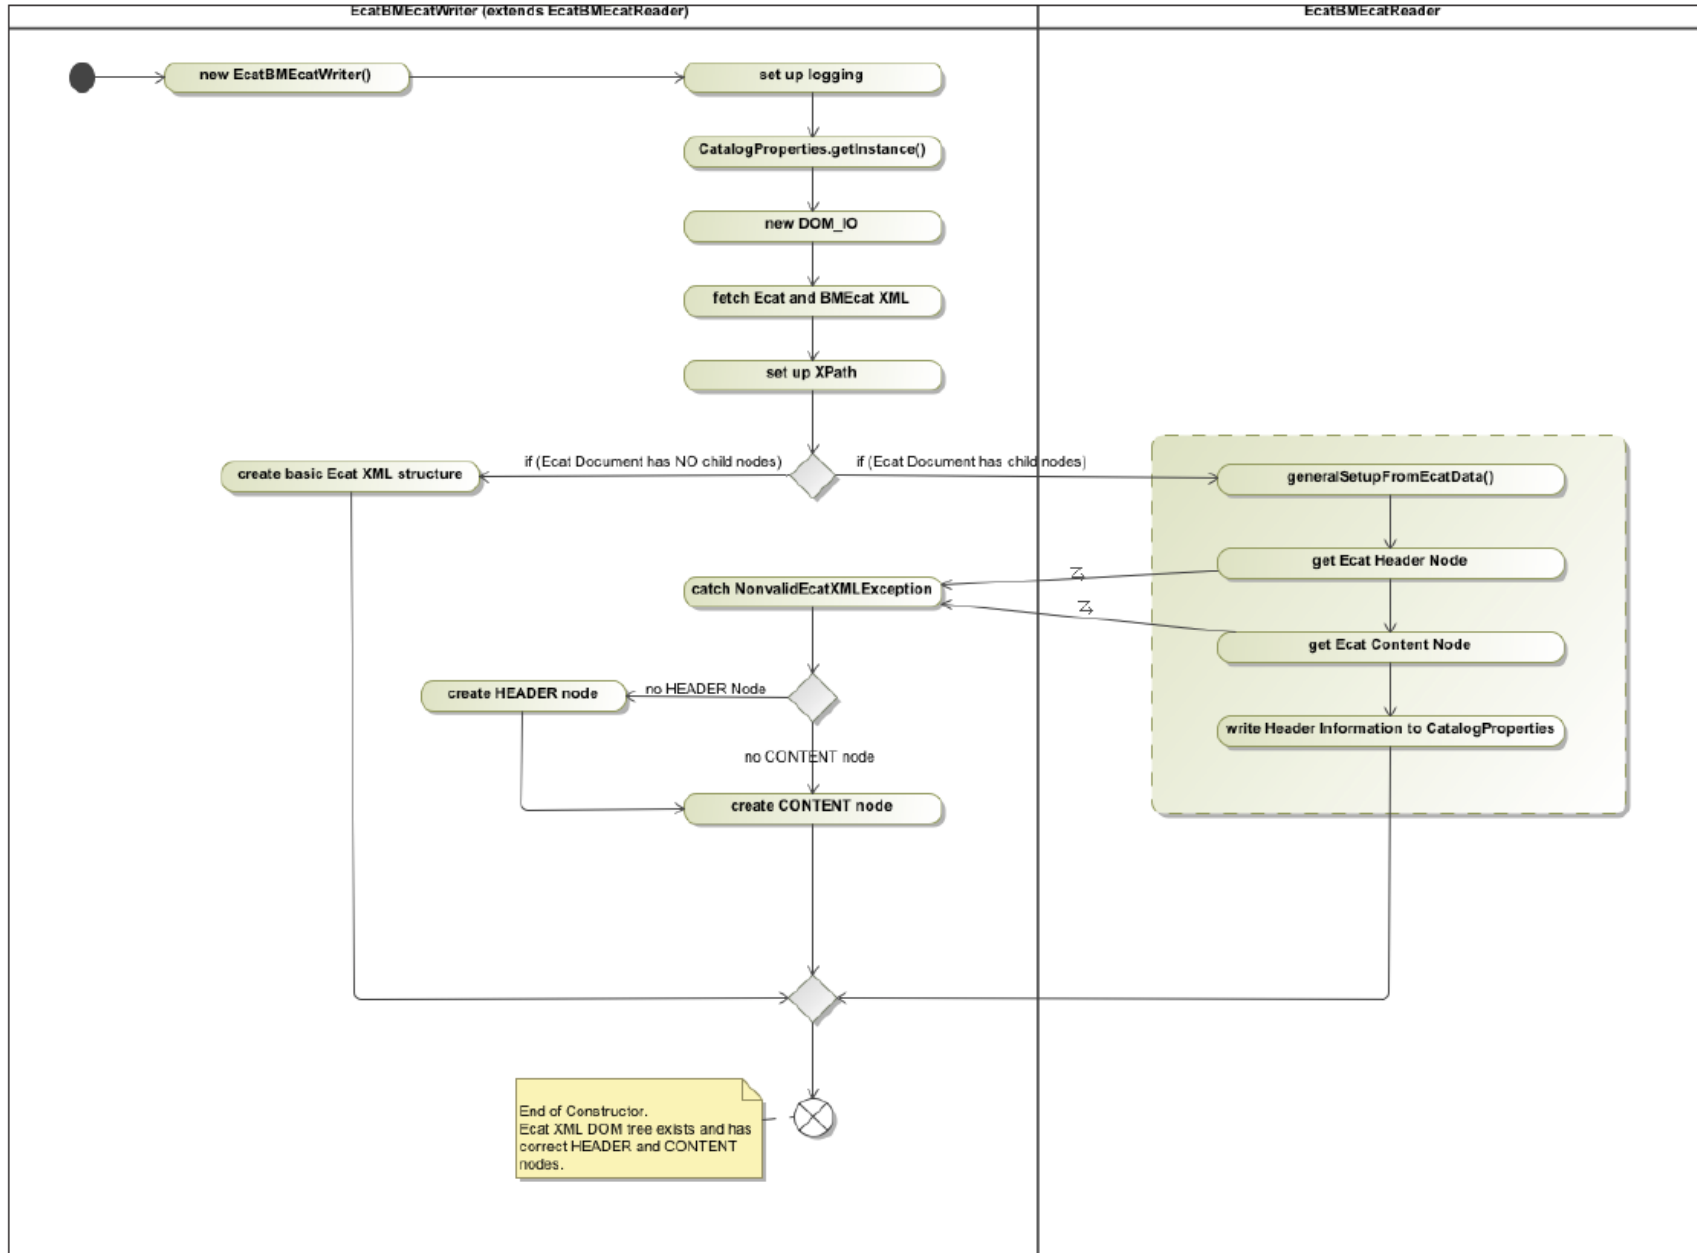 EcatBMEcatWriter (extends EcatBMEcatReader)
EcatBMEcatReader
new EcatBMEcatWriter()
set up logging
CatalogProperties.getInstance()
new DOM_IO
fetch Ecat and BMEcat XML
set up XPath
if (Ecat Document has NO child nodes)
if (Ecat Document has child nodes)
create basic Ecat XML structure
generalSetupFromEcatData()
get Ecat Header Node
catch NonvalidEcatXMLException
get Ecat Content Node
create HEADER node
no HEADER Node
write Header Information to CatalogProperties
no CONTENT node
create CONTENT node
End of Constructor.
Ecat XML DOM tree exists and has
correct HEADER and CONTENT
nodes.